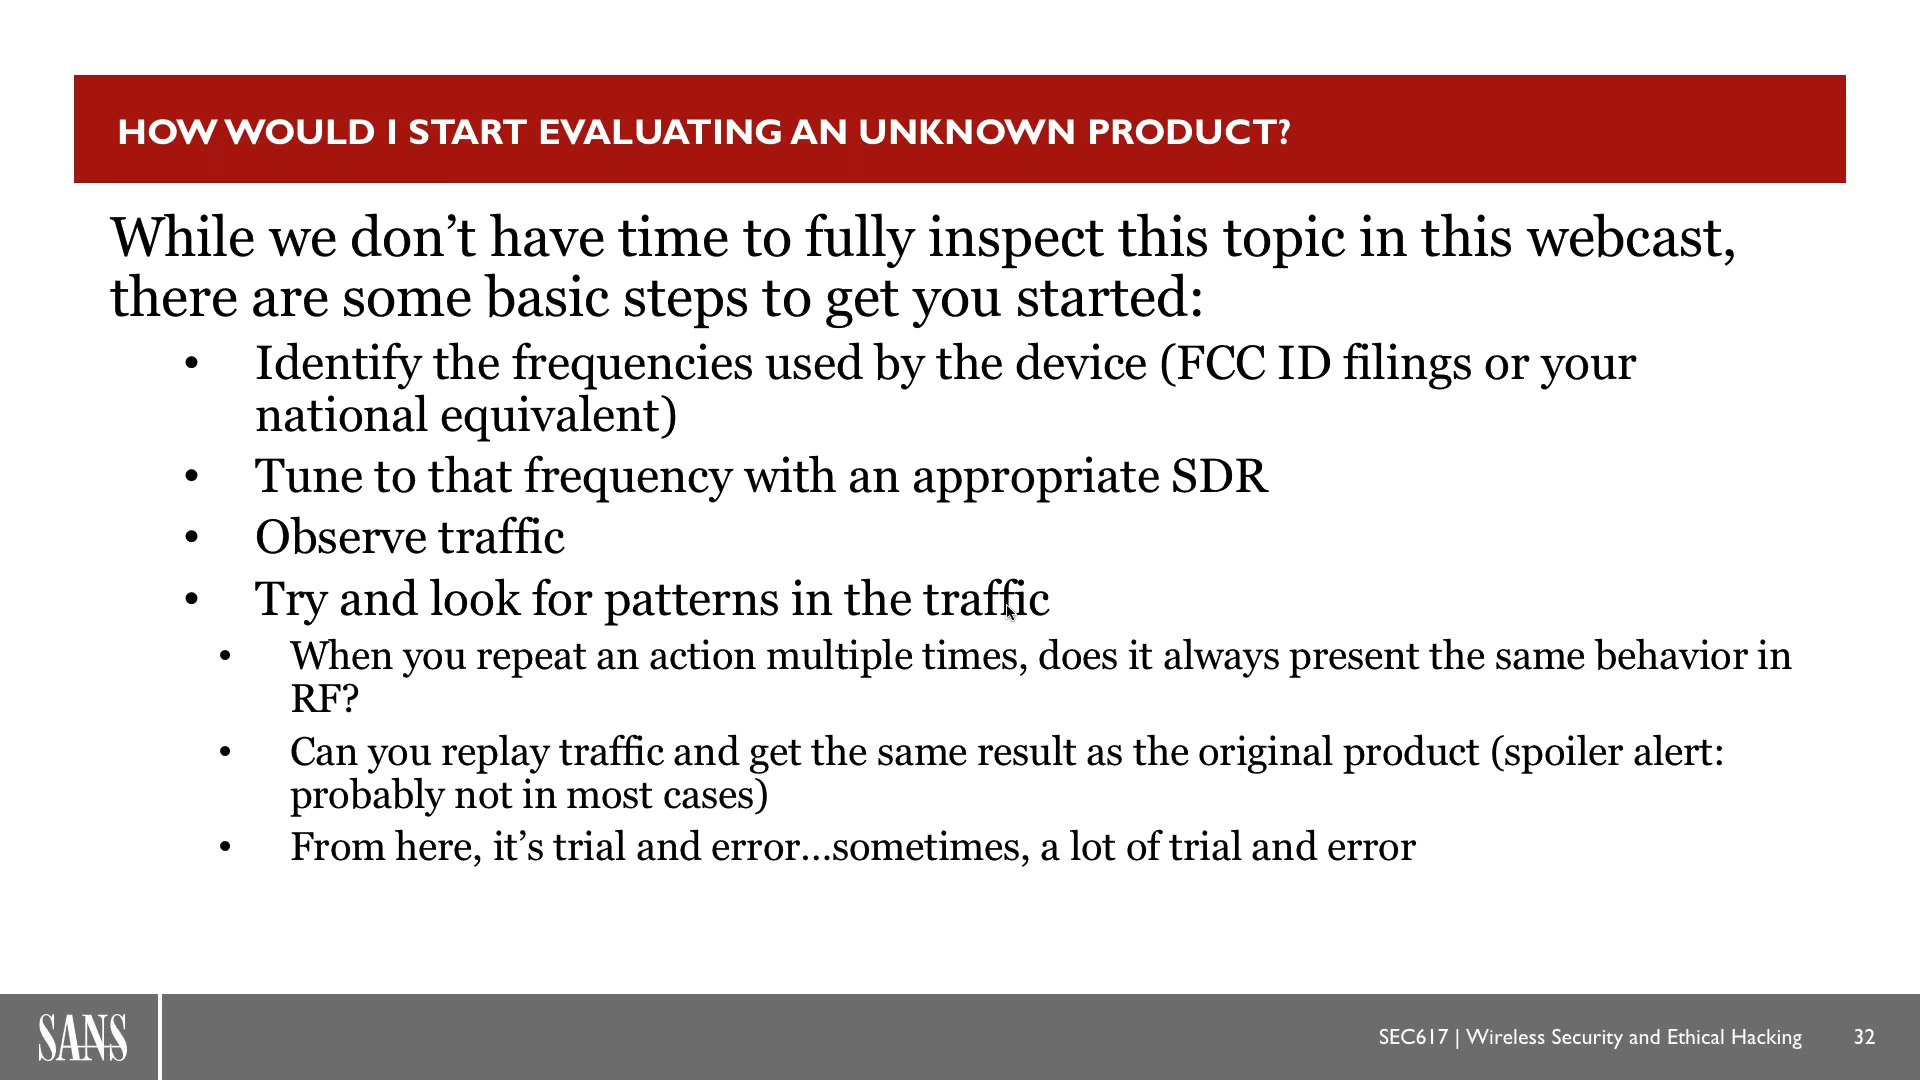 HOW WOULD I START EVALUATING AN UNKNOWN PRODUCT?
While we don’t have time to fully inspect this topic in this webcast,
there are some basic steps to get you started:
• Identify the frequencies used by the device (FCC ID filings or your
national equivalent)
• Tune to that frequency with an appropriate SDR
• Observe traffic
• Try and look for patterns in the traffic
• When you repeat an action multiple times, does it always present the same behavior in
RF?
• Can you replay traffic and get the same result as the original product (spoiler alert:
probably not in most cases)
• From here, it’s trial and error…sometimes, a lot of trial and error
SANS
SEC617 | Wireless Security and Ethical Hacking 32